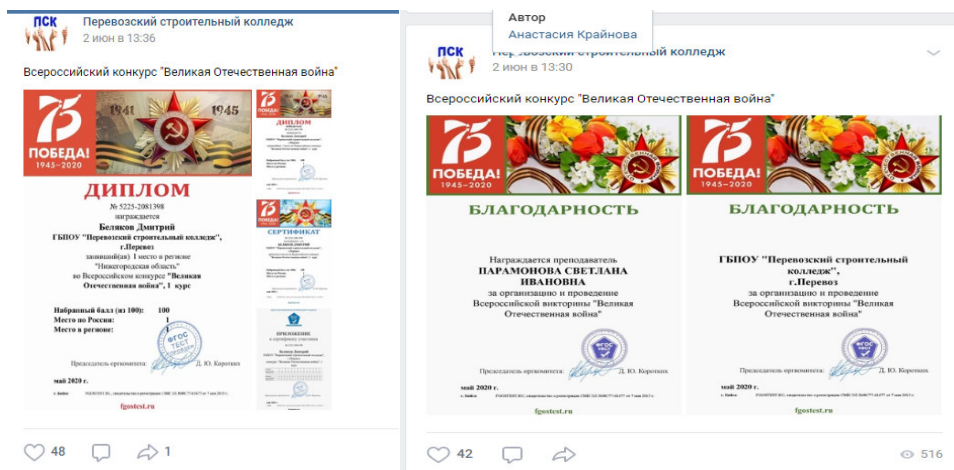 ПСК
Перевозский строительный колледж
2 июн в 13:36
Всероссийский конкурс "Великая Отечественная война"
75
ПОБЕДА!
1945–2020
1941
1945
ДИПЛОМ
№ 5225-2081398
награждается
Беляков Дмитрий
ГБПОУ "Перевозский строительный колледж",
г.Перевоз
занявший(ая) 1 место в регионе
"Нижегородская область"
во Всероссийском конкурсе "Великая
Отечественная война", 1 курс
Набранный балл (из 100): 100
Место по России: 1
Место в регионе: 1
ФГОС
ТЕСТ
Председатель оргкомитета: Д. Ю. Коротких
май 2020 г.
fgostest.ru
75
ПОБЕДА!
ДИПЛОМ
75
СЕРТИФИКАТ
ПРИЛОЖЕНИЕ
к сертификату участника
48
1
Автор
Анастасия Крайнова
ПСК
строительный колледж
2 июн в 13:30
Всероссийский конкурс "Великая Отечественная война"
75
ПОБЕДА!
1945–2020
БЛАГОДАРНОСТЬ
Награждается преподаватель
ПАРАМОНОВА СВЕТЛАНА
ИВАНОВНА
за организацию и проведение
Всероссийской викторины "Великая
Отечественная война"
ФГОС
ТЕСТ
Председатель оргкомитета: Д. Ю. Коротких
май 2020 г.
fgostest.ru
75
ПОБЕДА!
1945–2020
БЛАГОДАРНОСТЬ
ГБПОУ "Перевозский строительный
колледж",
г.Перевоз
за организацию и проведение
Всероссийской викторины "Великая
Отечественная война"
ФГОС
ТЕСТ
Председатель оргкомитета: Д. Ю. Коротких
май 2020 г.
fgostest.ru
42
516